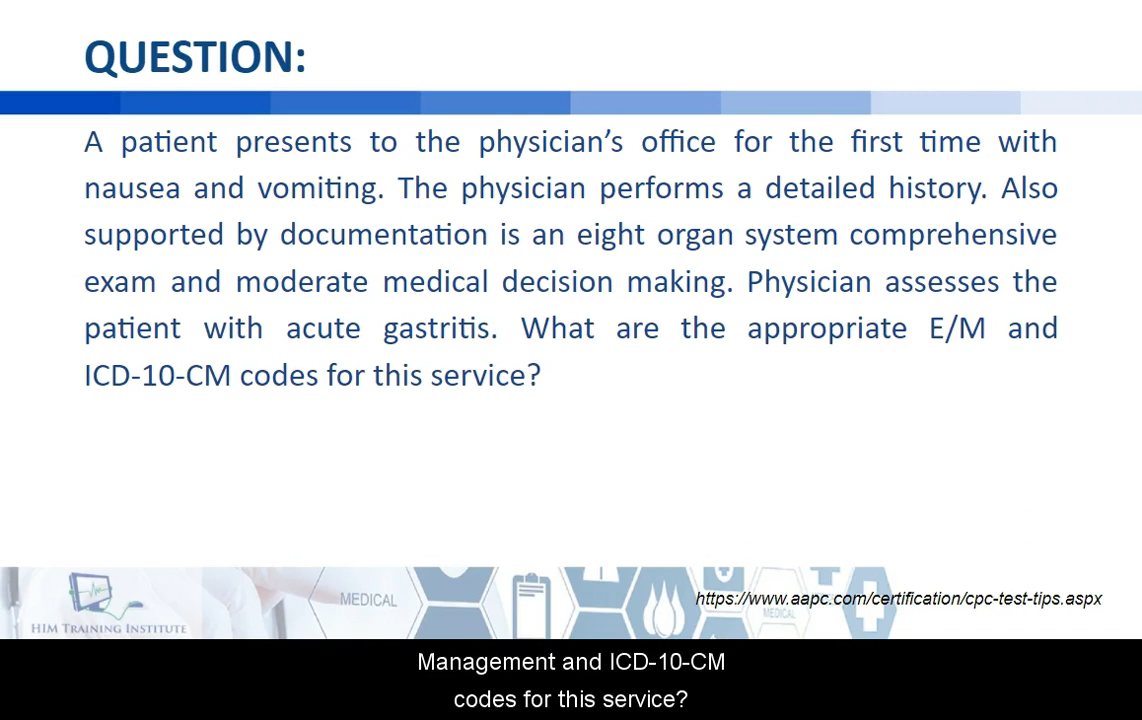 QUESTION:
A patient presents to the physician’s office for the first time with
nausea and vomiting. The physician performs a detailed history. Also
supported by documentation is an eight organ system comprehensive
exam and moderate medical decision making. Physician assesses the
patient with acute gastritis. What are the appropriate E/M and
ICD-10-CM codes for this service?
MEDICAL
https://www.aapc.com/certification/cpc-test-tips.aspx
MEDICAL
HIM TRAINING INSTITUTE
Management and ICD-10-CM
codes for this service?